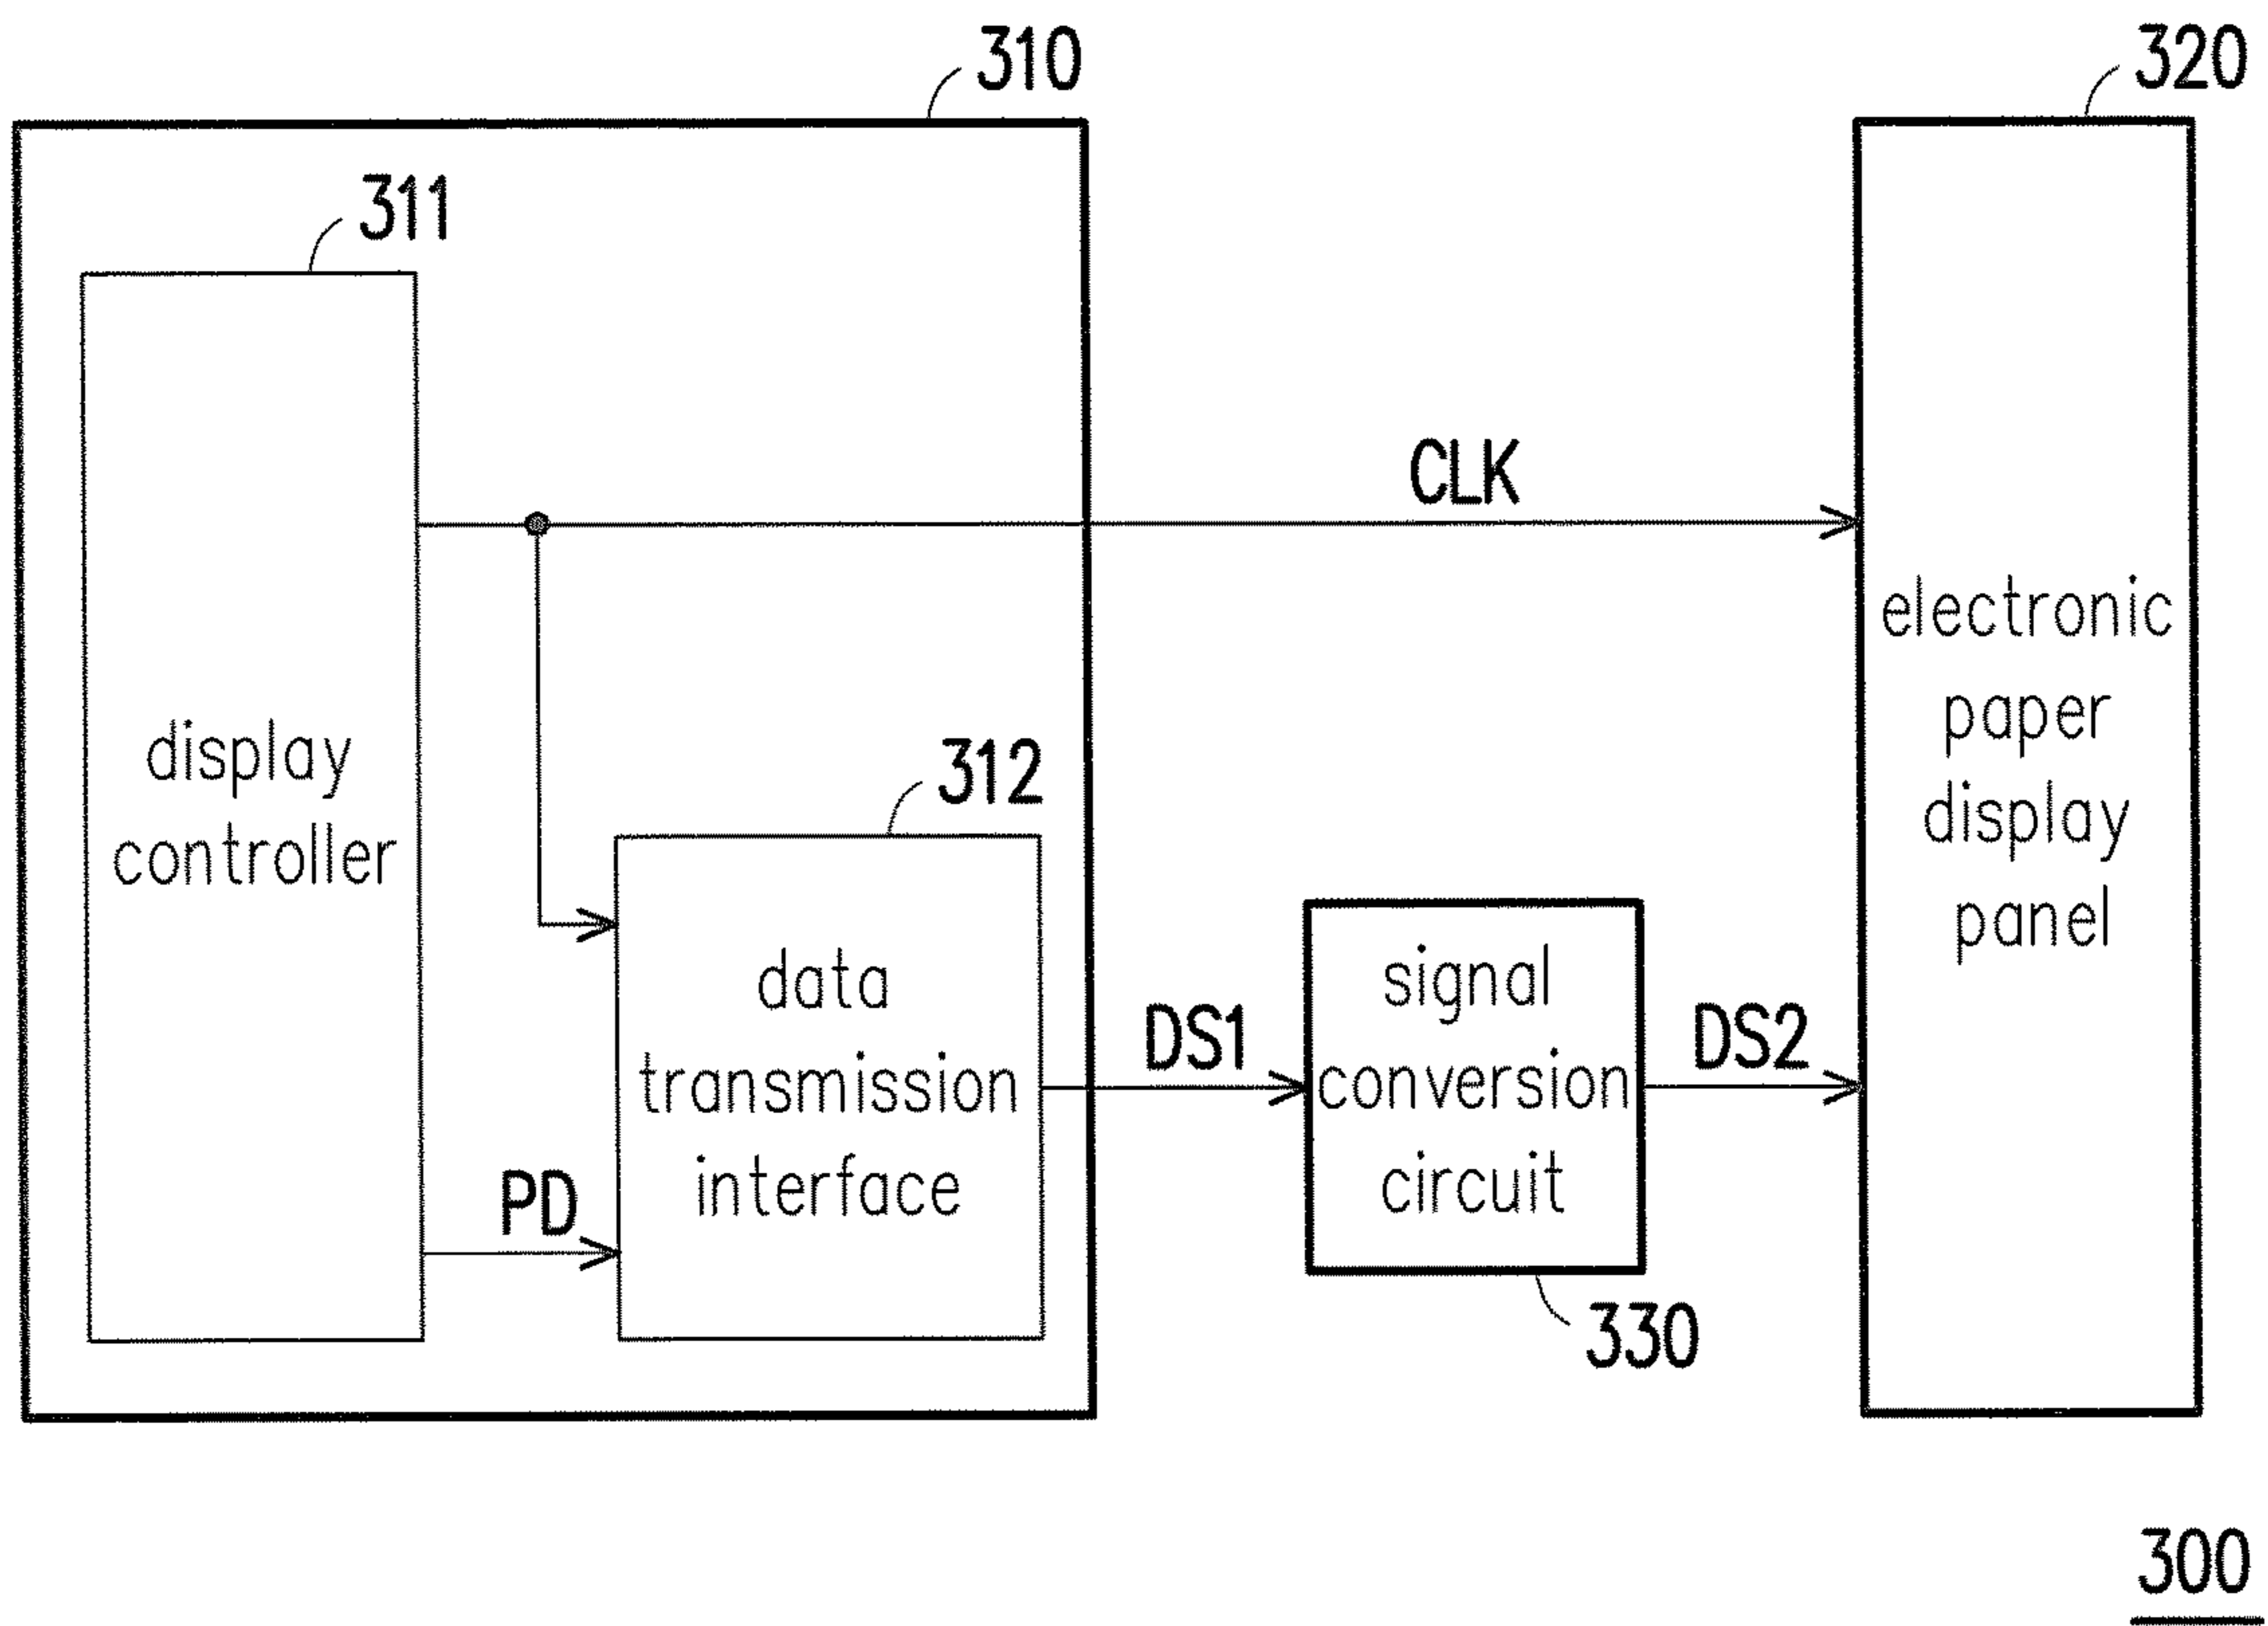 310
320
311
CLK
display
controller
312
data
transmission
interface
PD
DS1
signal
conversion
circuit
330
DS2
electronic
paper
display
panel
300